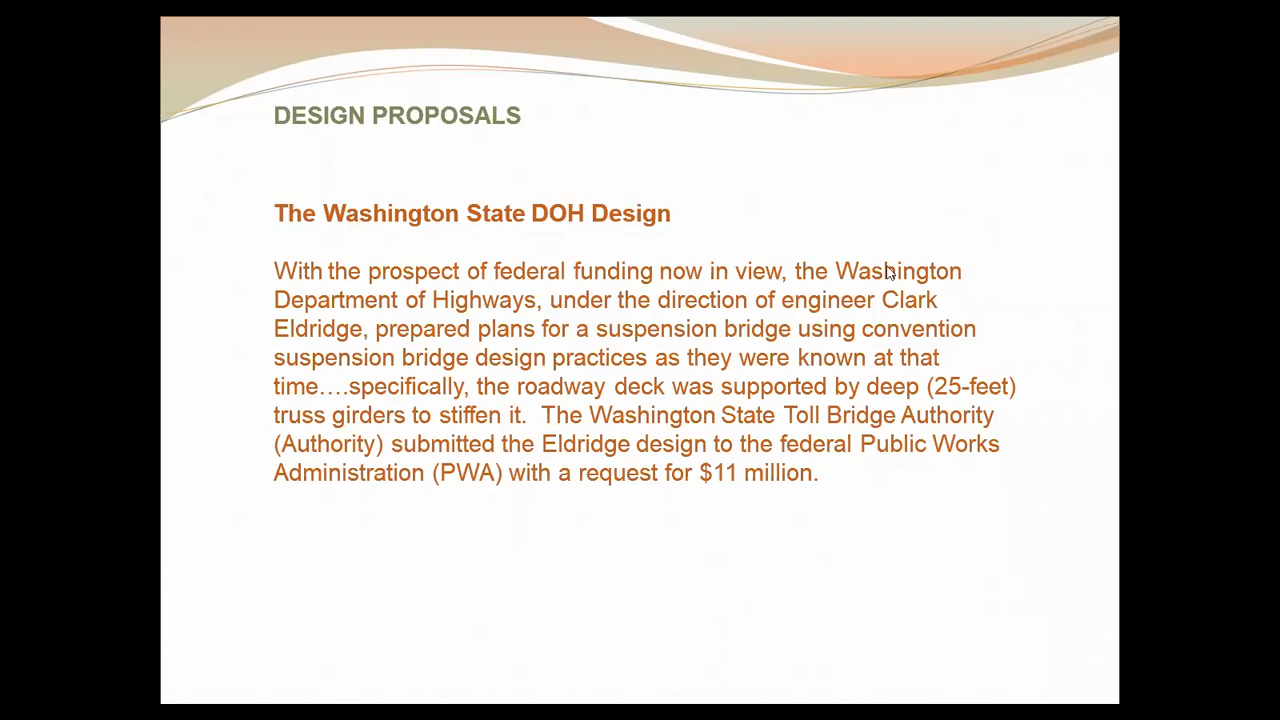 DESIGN PROPOSALS
The Washington State DOH Design
With the prospect of federal funding now in view, the Washington
Department of Highways, under the direction of engineer Clark
Eldridge, prepared plans for a suspension bridge using convention
suspension bridge design practices as they were known at that
time….specifically, the roadway deck was supported by deep (25-feet)
truss girders to stiffen it.  The Washington State Toll Bridge Authority
(Authority) submitted the Eldridge design to the federal Public Works
Administration (PWA) with a request for $11 million.